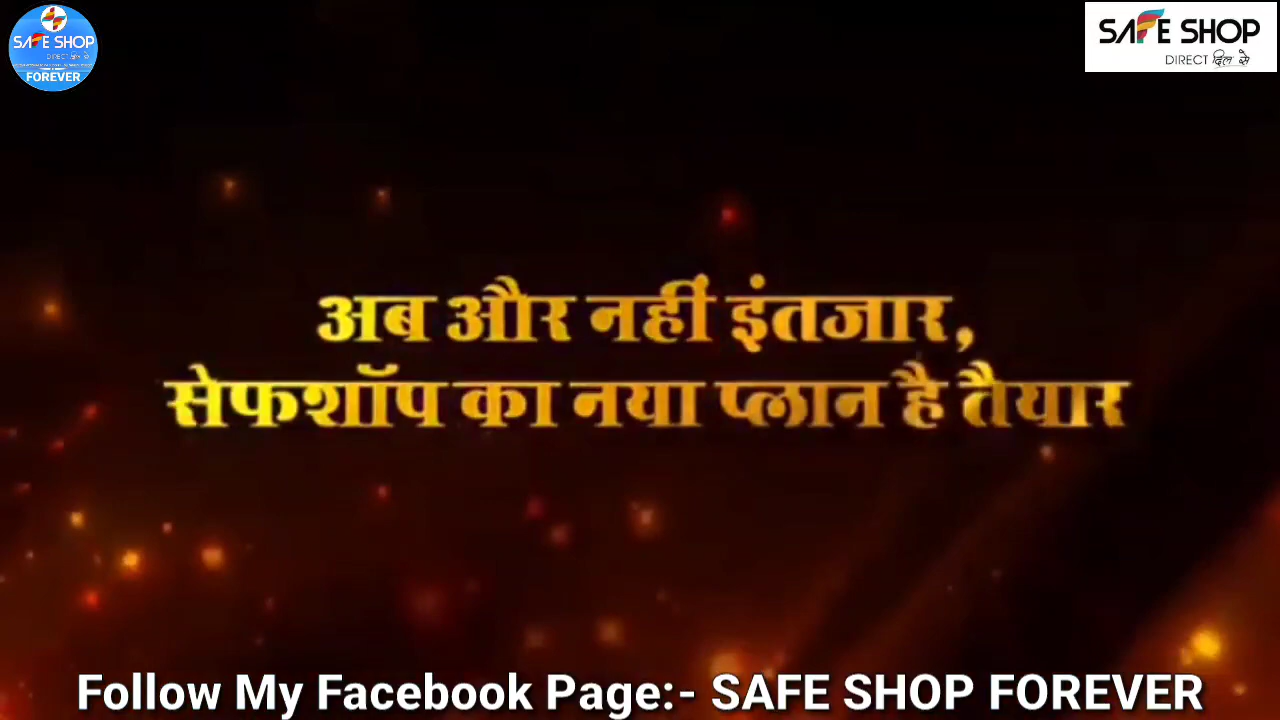 SAFE SHOP
FOREVER
SAFE SHOP
DIRECT दिल से
अब और नहीं इंतजार,
सेफशॉप का नया प्लान है तैयार
Follow My Facebook Page:- SAFE SHOP FOREVER